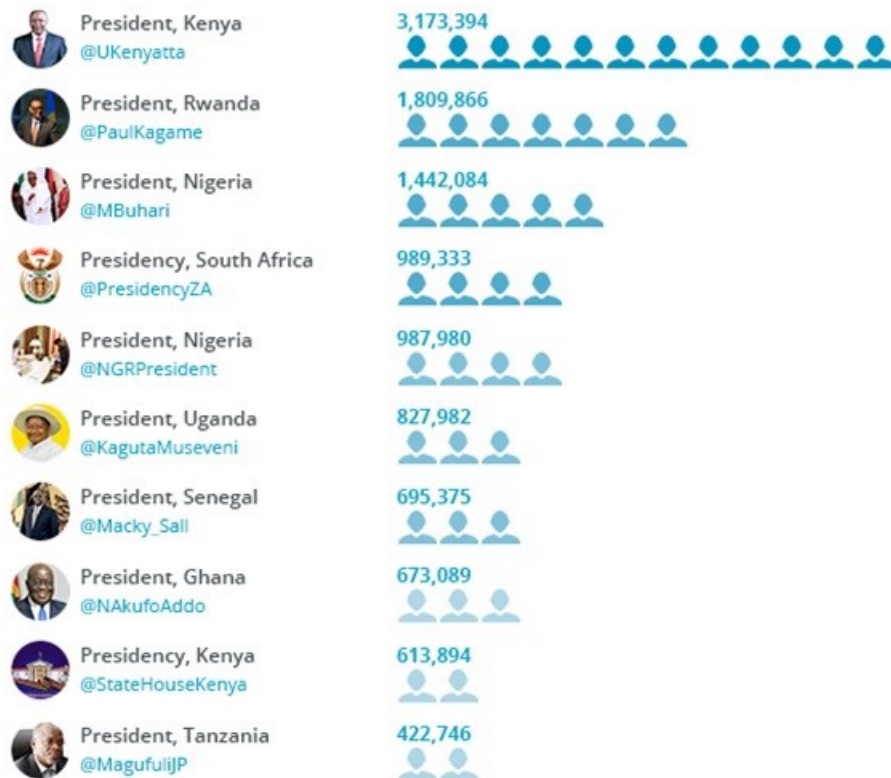 President, Kenya
@UKenyatta
3,173,394
President, Rwanda
@PaulKagame
1,809,866
President, Nigeria
@MBuhari
1,442,084
Presidency, South Africa
@PresidencyZA
989,333
President, Nigeria
@NGRPresident
987,980
President, Uganda
@KagutaMuseveni
827,982
President, Senegal
@Macky_Sall
695,375
President, Ghana
@NAkufoAddo
673,089
Presidency, Kenya
@StateHouseKenya
613,894
President, Tanzania
@MagufuliJP
422,746